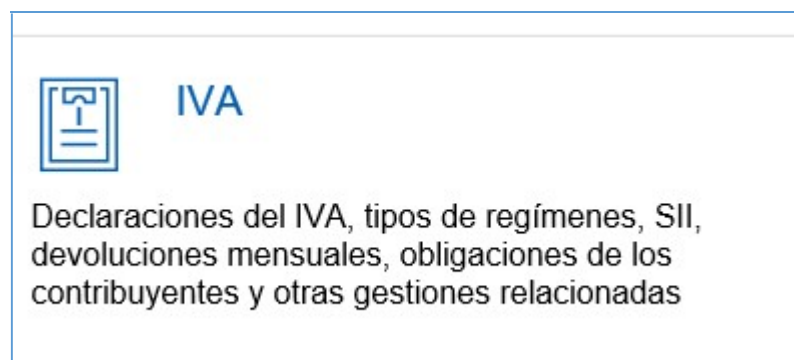 IVA
Declaraciones del IVA, tipos de regímenes, SII,
devoluciones mensuales, obligaciones de los
contribuyentes y otras gestiones relacionadas